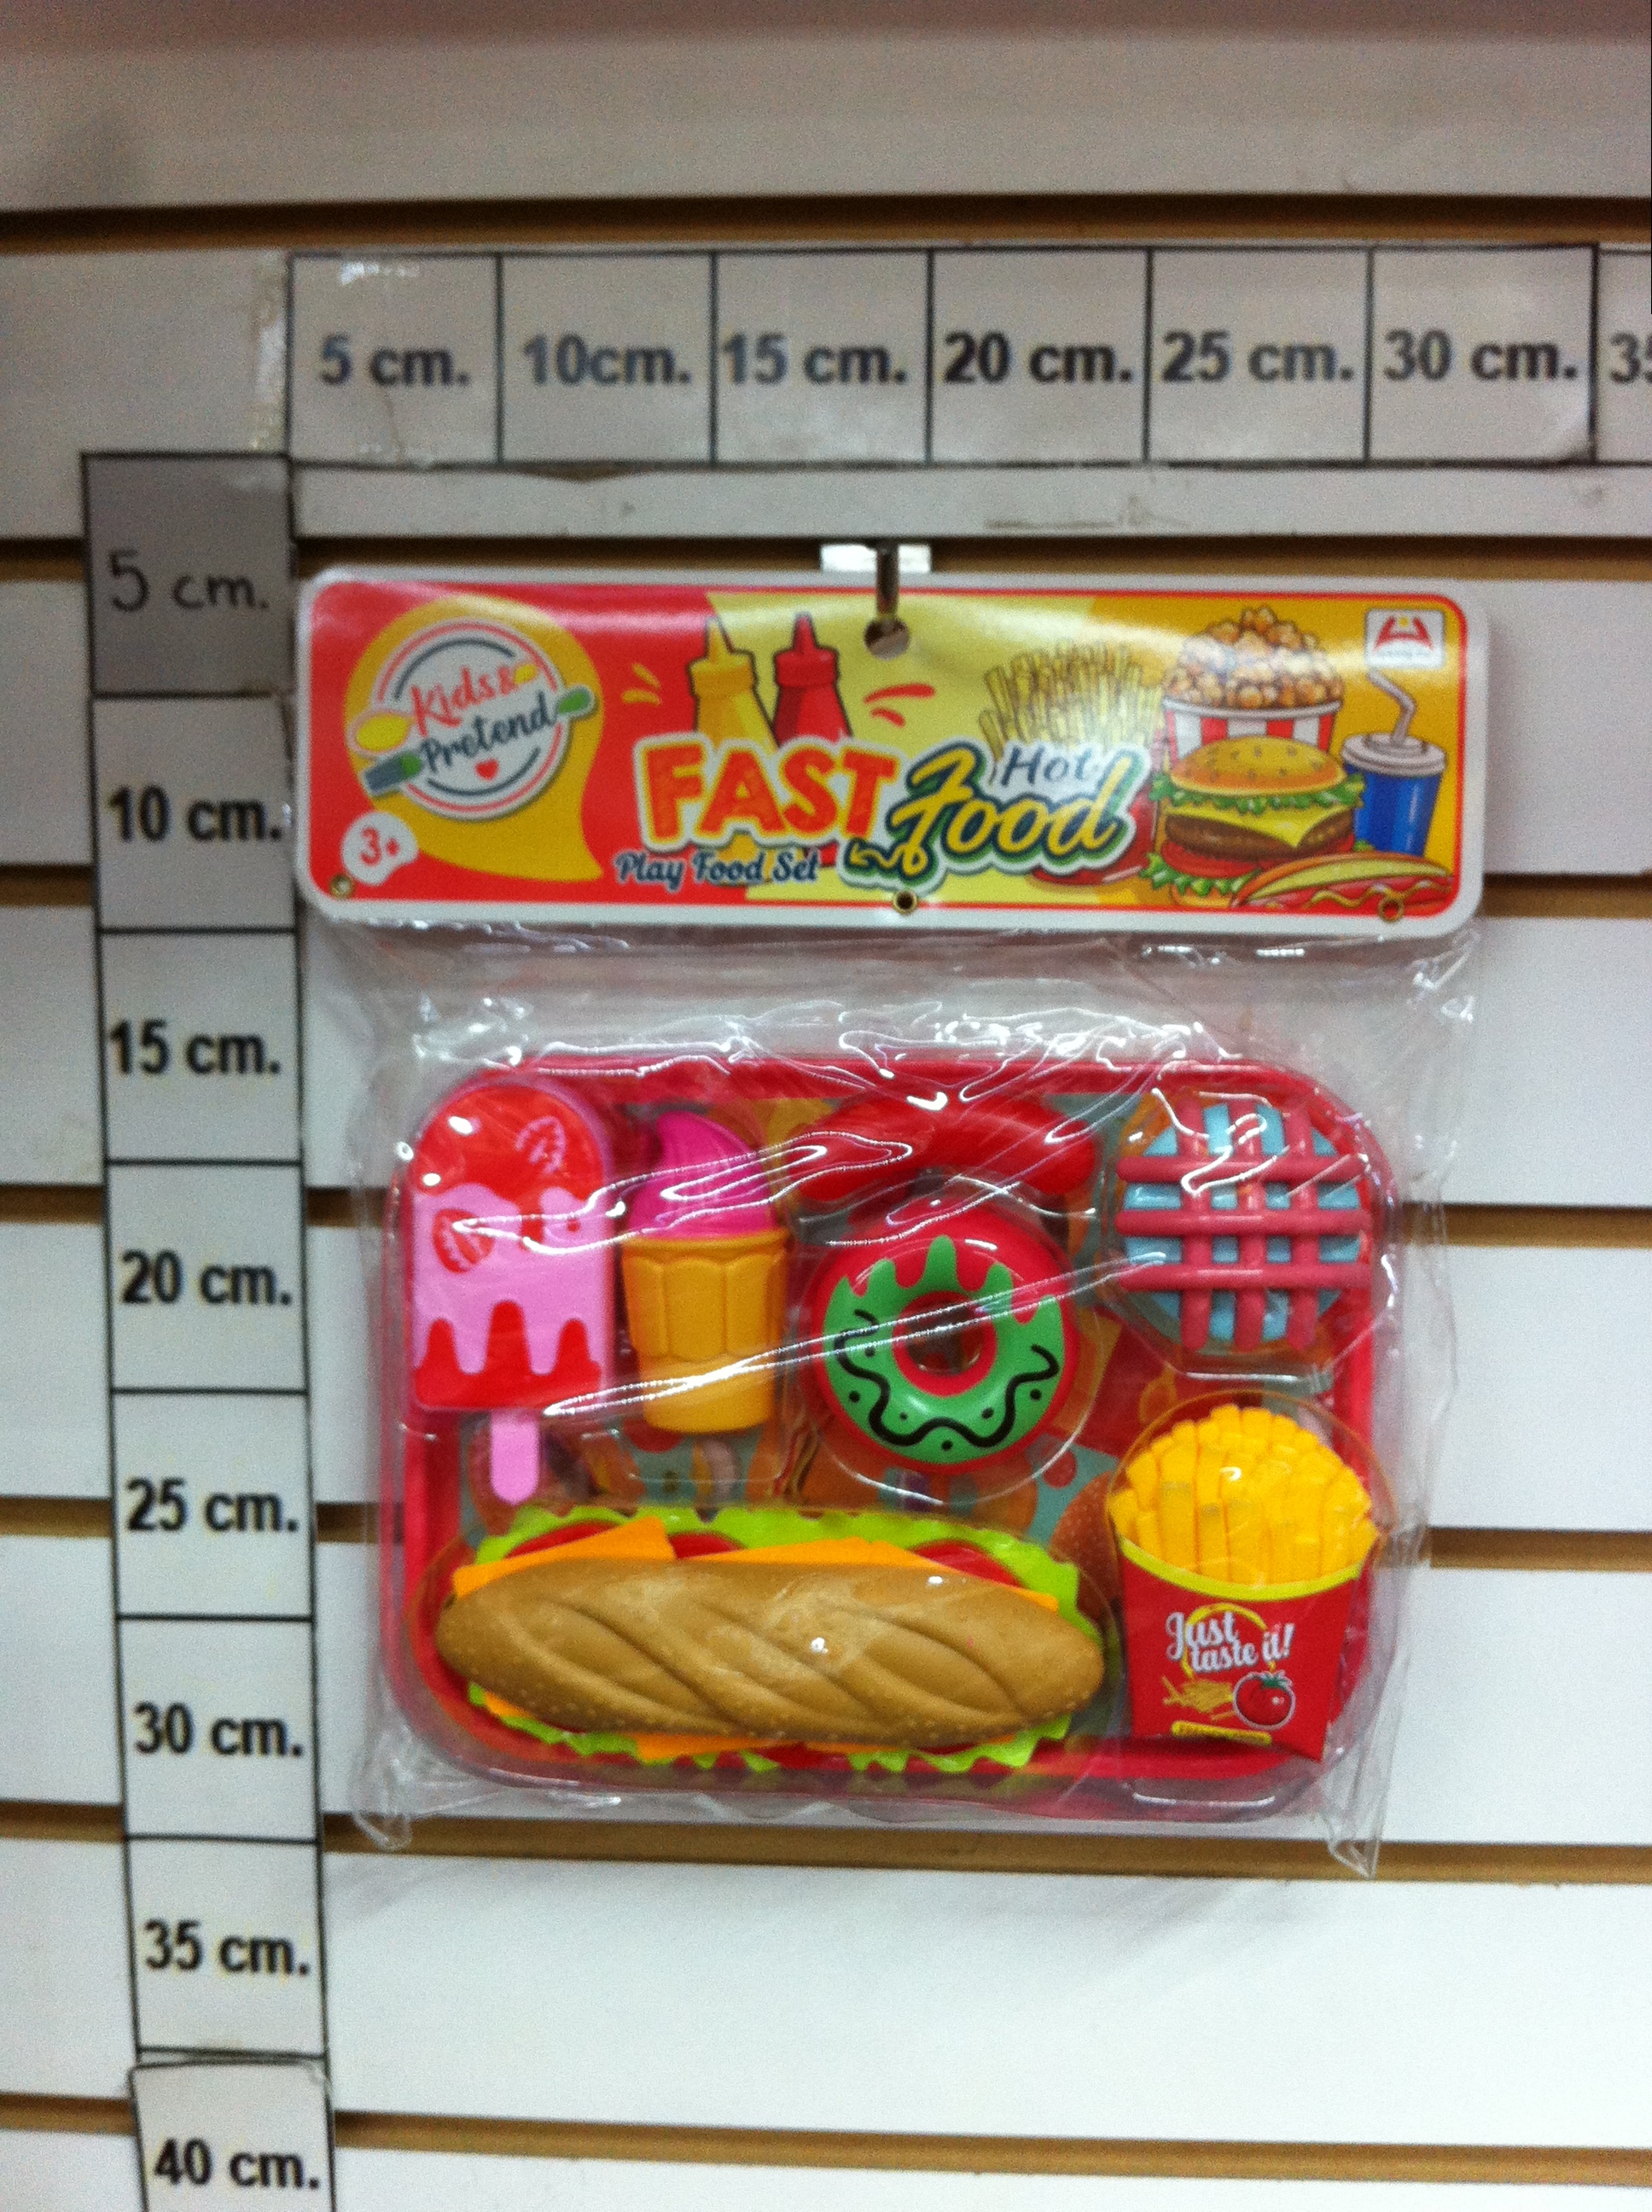 5 cm.
10cm.
15 cm.
20 cm.
25 cm.
30 cm.
35
5 cm.
10 cm.
15 cm.
20 cm.
25 cm.
30 cm.
35 cm.
40 cm.
Kids &
Pretend
3+
FAST
Hot
Food
Play Food Set
Just
taste it!